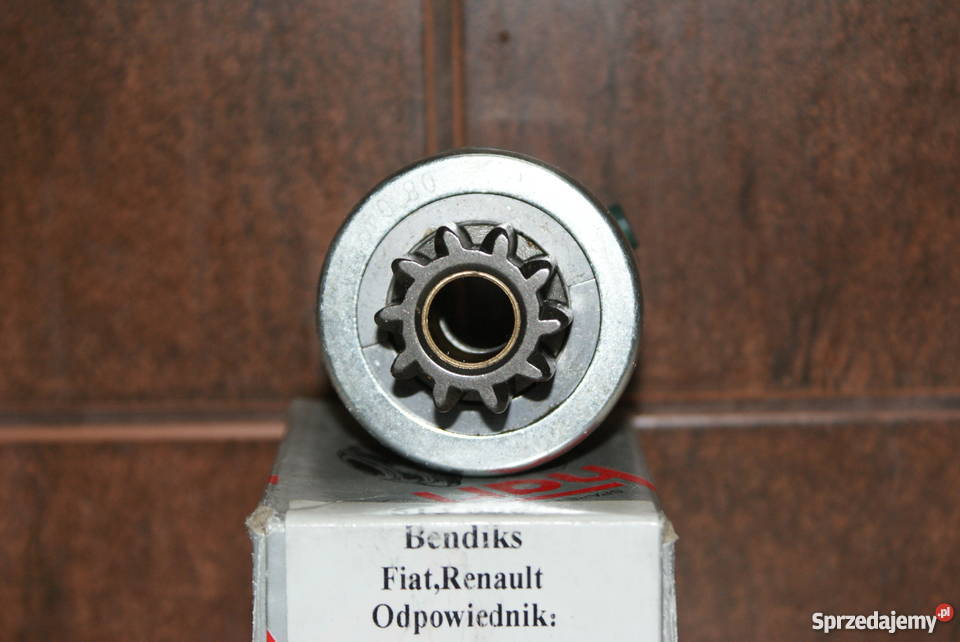 Bendiks
Fiat,Renault
Odpowiednik:
Sprzedajemy.pl